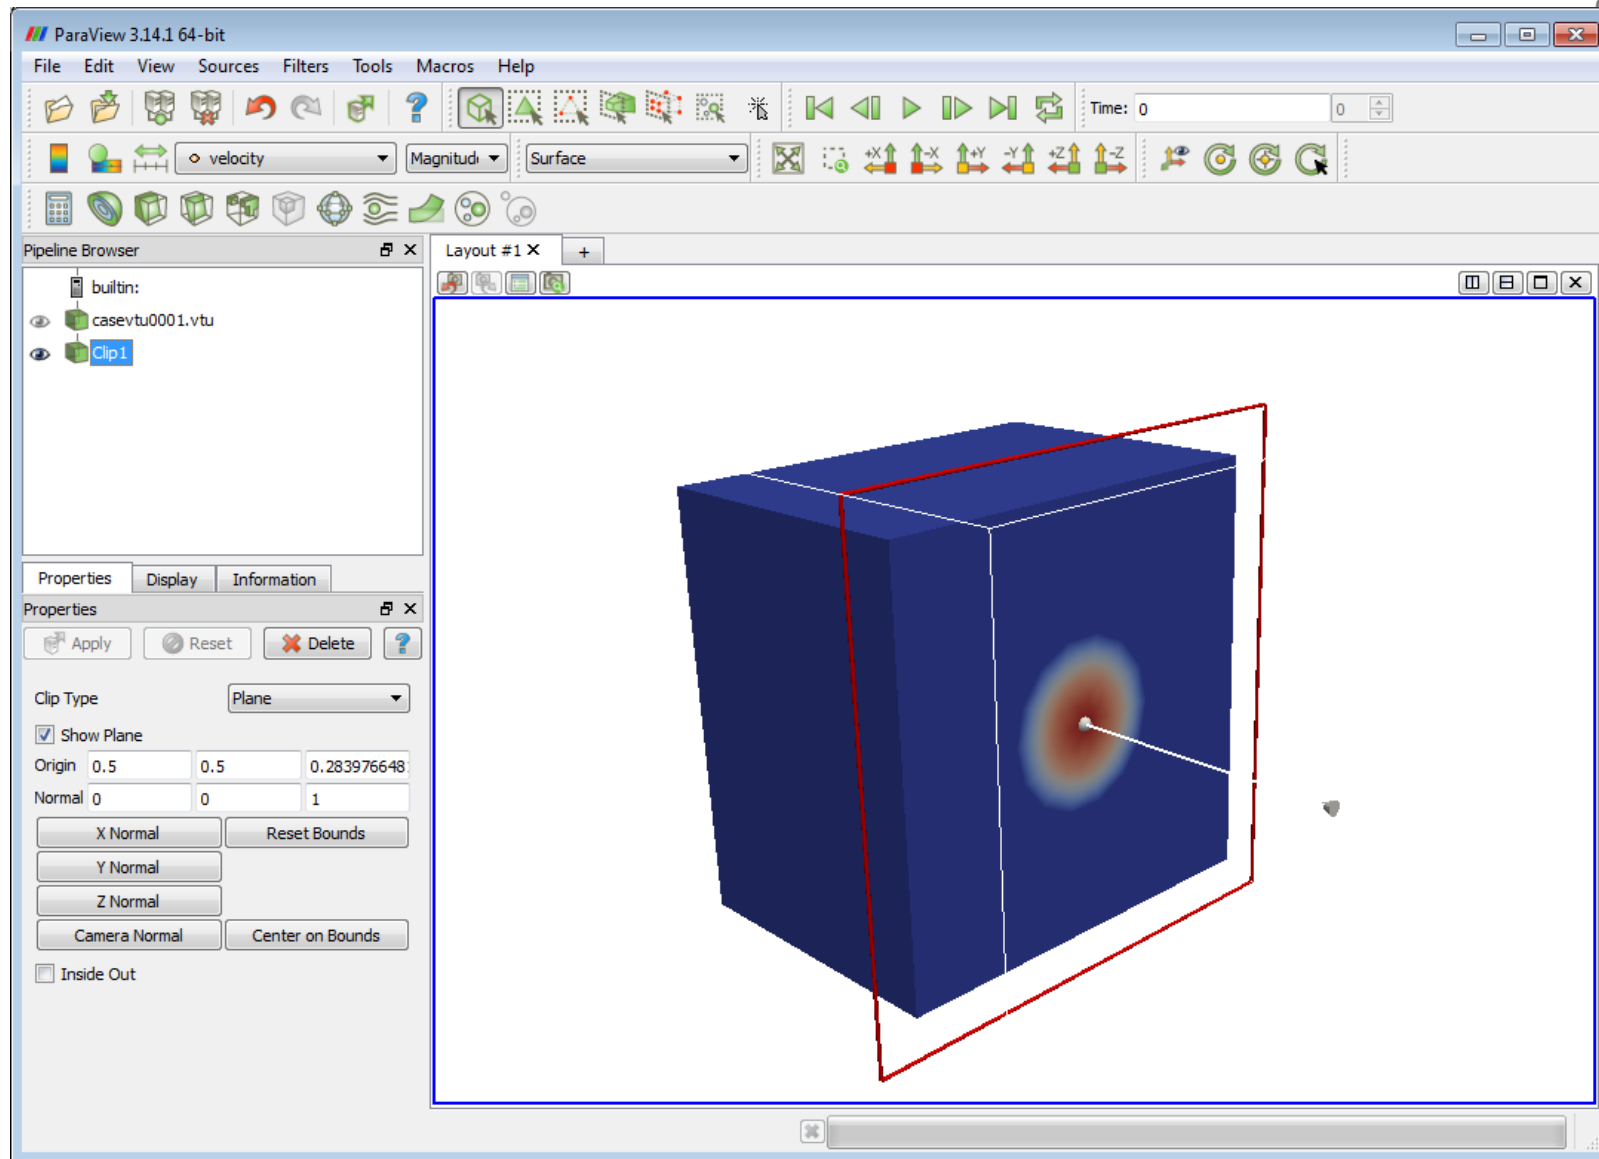 ParaView 3.14.1 64-bit
File Edit View Sources Filters Tools Macros Help
Time: 0 0
velocity Magnitud Surface +X -X +Y -Y +Z -Z
Pipeline Browser
Layout #1 +
builtin:
casevtu0001.vtu
Clip1
Properties Display Information
Properties
Apply Reset Delete ?
Clip Type Plane
Show Plane
Origin 0.5 0.5 0.283976648
Normal 0 0 1
X Normal Reset Bounds
Y Normal
Z Normal
Camera Normal Center on Bounds
Inside Out